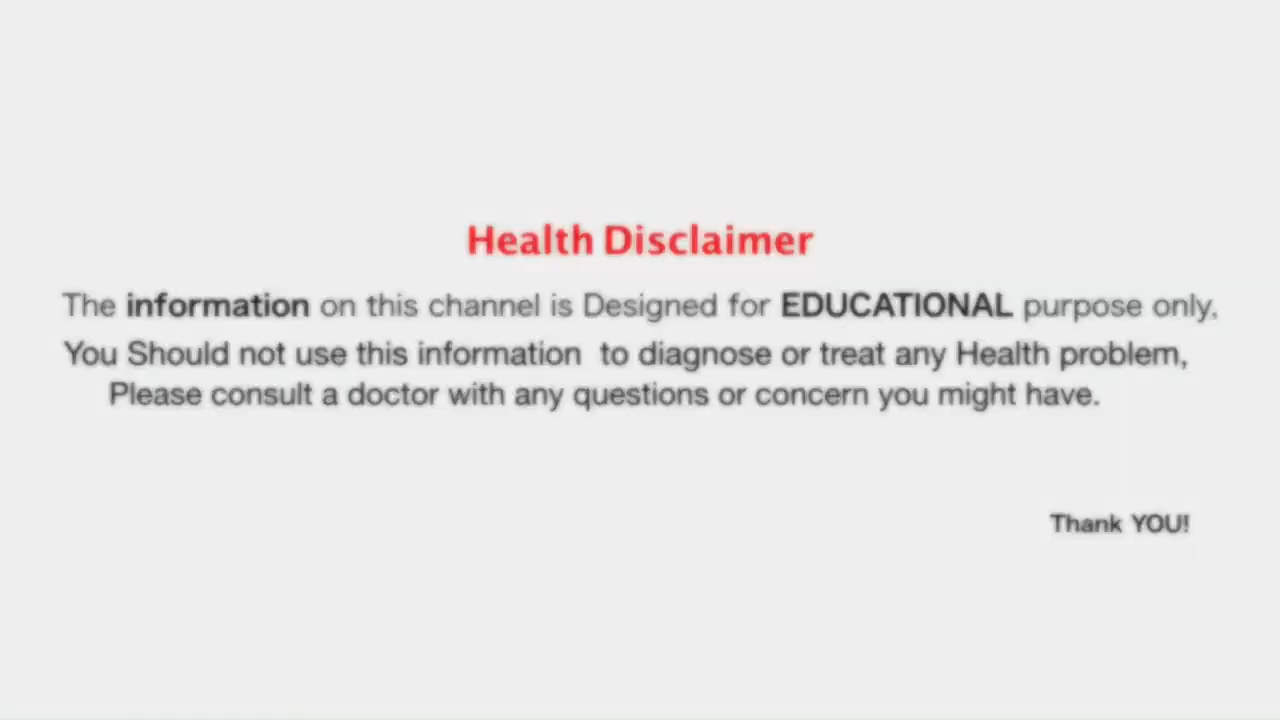 Health Disclaimer
The information on this channel is Designed for EDUCATIONAL purpose only.
You Should not use this information  to diagnose or treat any Health problem,
Please consult a doctor with any questions or concern you might have.
Thank YOU!